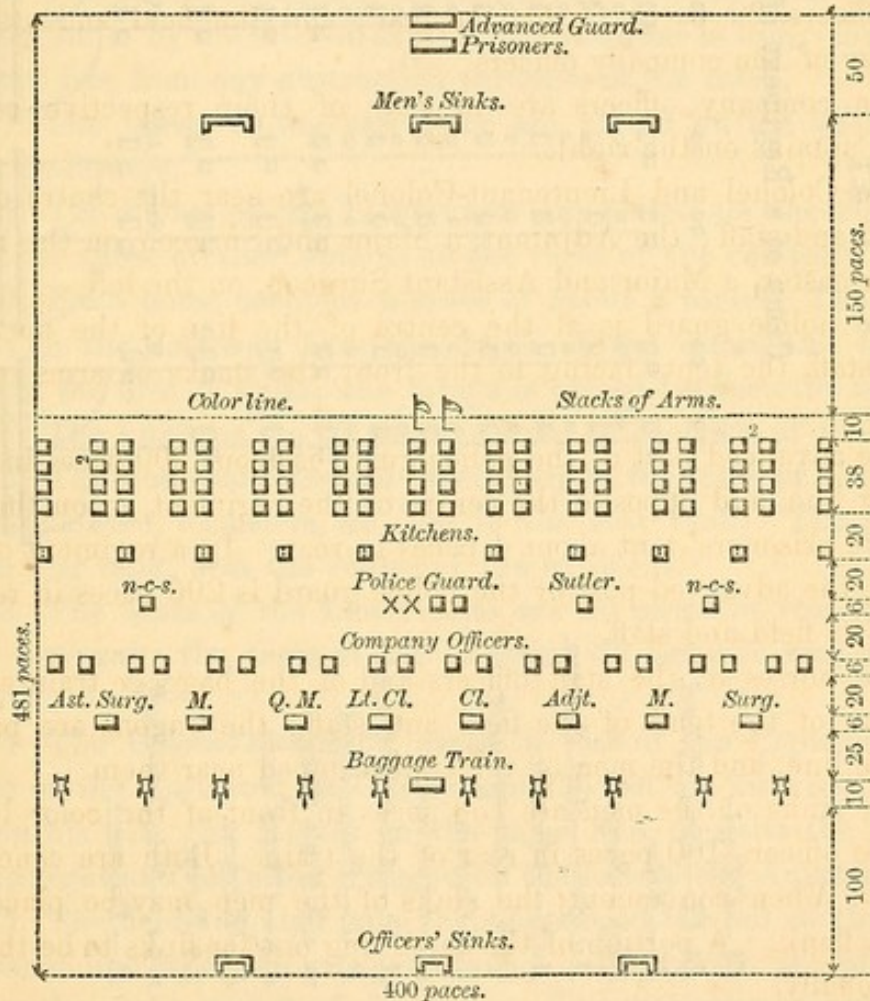 Advanced Guard.
Prisoners.
50
Men's Sinks.
150 paces.
Color line. Stacks of Arms.
10
2
2
38
Kitchens.
20
20
n-c-s. Police Guard. Sutler. n-c-s.
6
Company Officers.
20
6
481 paces.
20
Ast. Surg. M. Q. M. Lt. Cl. Cl. Adjt. M. Surg.
6
25
Baggage Train.
10
100
Officers' Sinks.
400 paces.